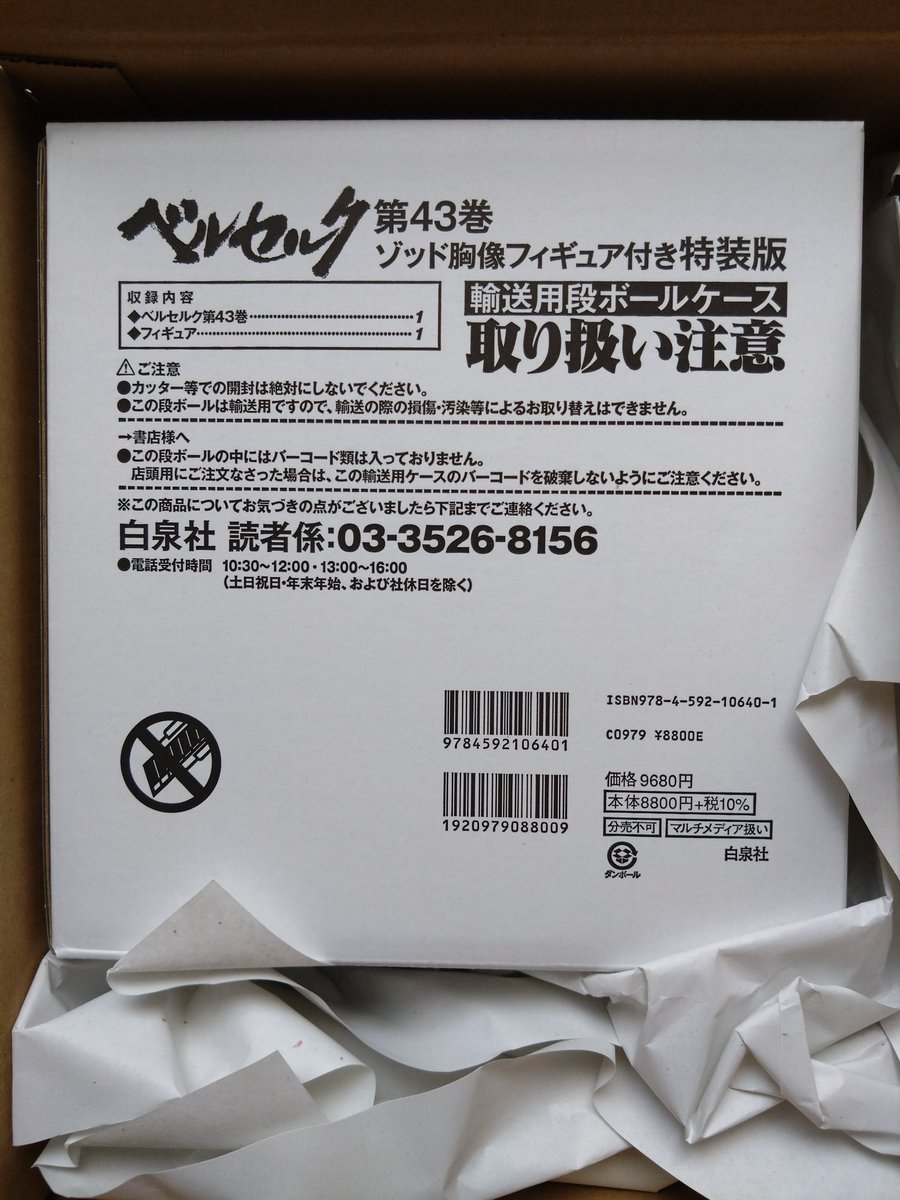 ベルセルク 第43巻
ゾッド胸像フィギュア付き特装版
収録内容
◆ベルセルク第43巻……………………………1
◆フィギュア……………………………………1
輸送用段ボールケース
取り扱い注意
⚠ご注意
●カッター等での開封は絶対にしないでください。
●この段ボールは輸送用ですので、輸送の際の損傷・汚染等によるお取り替えはできません。
→書店様へ
●この段ボールの中にはバーコード類は入っておりません。
店頭用にご注文なさった場合は、この輸送用ケースのバーコードを破棄しないようにご注意ください。
※この商品についてお気づきの点がございましたら下記までご連絡ください。
白泉社 読者係:03-3526-8156
●電話受付時間 10:30〜12:00・13:00〜16:00
(土日祝日・年末年始、および社休日を除く)
9784592106401
ISBN978-4-592-10640-1
C0979 ¥8800E
1920979088009
価格 9680円
本体8800円+税10%
分売不可 マルチメディア扱い
ダンボール
白泉社